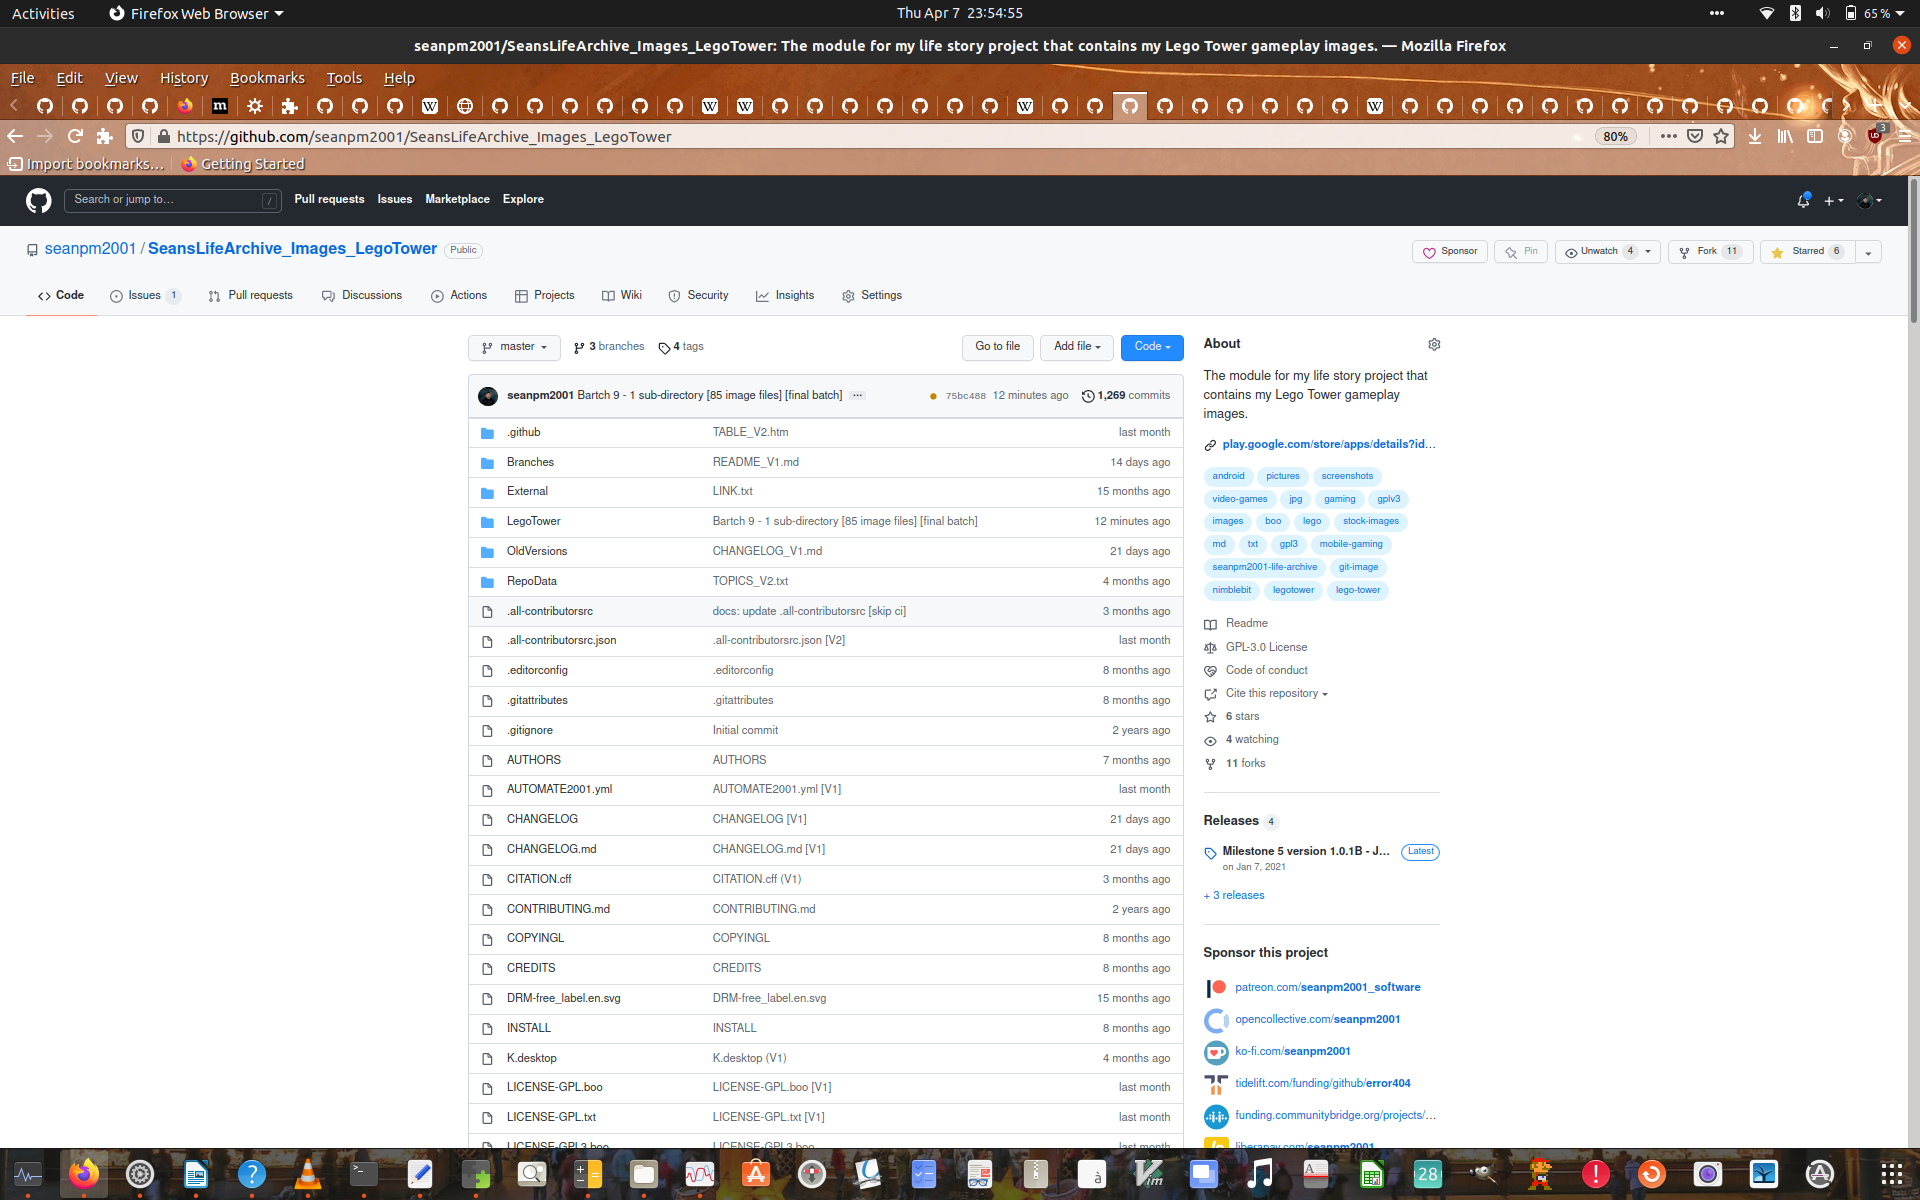 Activities Firefox Web Browser Thu Apr 7 23:54:55 65 %
seanpm2001/SeansLifeArchive_Images_LegoTower: The module for my life story project that contains my Lego Tower gameplay images. — Mozilla Firefox
File Edit View History Bookmarks Tools Help
https://github.com/seanpm2001/SeansLifeArchive_Images_LegoTower 80% 3
Import bookmarks… Getting Started
Search or jump to… / Pull requests Issues Marketplace Explore
seanpm2001 / SeansLifeArchive_Images_LegoTower Public Sponsor Pin Unwatch 4 Fork 11 Starred 6
Code Issues 1 Pull requests Discussions Actions Projects Wiki Security Insights Settings
master 3 branches 4 tags Go to file Add file Code
seanpm2001 Bartch 9 - 1 sub-directory [85 image files] [final batch] ... 75bc488 12 minutes ago 1,269 commits
.github TABLE_V2.htm last month
Branches README_V1.md 14 days ago
External LINK.txt 15 months ago
LegoTower Bartch 9 - 1 sub-directory [85 image files] [final batch] 12 minutes ago
OldVersions CHANGELOG_V1.md 21 days ago
RepoData TOPICS_V2.txt 4 months ago
.all-contributorsrc docs: update .all-contributorsrc [skip ci] 3 months ago
.all-contributorsrc.json .all-contributorsrc.json [V2] last month
.editorconfig .editorconfig 8 months ago
.gitattributes .gitattributes 8 months ago
.gitignore Initial commit 2 years ago
AUTHORS AUTHORS 7 months ago
AUTOMATE2001.yml AUTOMATE2001.yml [V1] last month
CHANGELOG CHANGELOG [V1] 21 days ago
CHANGELOG.md CHANGELOG.md [V1] 21 days ago
CITATION.cff CITATION.cff (V1) 3 months ago
CONTRIBUTING.md CONTRIBUTING.md 2 years ago
COPYINGL COPYINGL 8 months ago
CREDITS CREDITS 8 months ago
DRM-free_label.en.svg DRM-free_label.en.svg 15 months ago
INSTALL INSTALL 8 months ago
K.desktop K.desktop (V1) 4 months ago
LICENSE-GPL.boo LICENSE-GPL.boo [V1] last month
LICENSE-GPL.txt LICENSE-GPL.txt [V1] last month
LICENSE-GPL3.boo LICENSE-GPL3.boo last month
About
The module for my life story project that
contains my Lego Tower gameplay
images.
play.google.com/store/apps/details?id…
android pictures screenshots
video-games jpg gaming gplv3
images boo lego stock-images
md txt gpl3 mobile-gaming
seanpm2001-life-archive git-image
nimblebit legotower lego-tower
Readme
GPL-3.0 License
Code of conduct
Cite this repository
6 stars
4 watching
11 forks
Releases 4
Milestone 5 version 1.0.1B - J… Latest
on Jan 7, 2021
+ 3 releases
Sponsor this project
patreon.com/seanpm2001_software
opencollective.com/seanpm2001
ko-fi.com/seanpm2001
tidelift.com/funding/github/error404
funding.communitybridge.org/projects/…
liberapay.com/seanpm2001
28